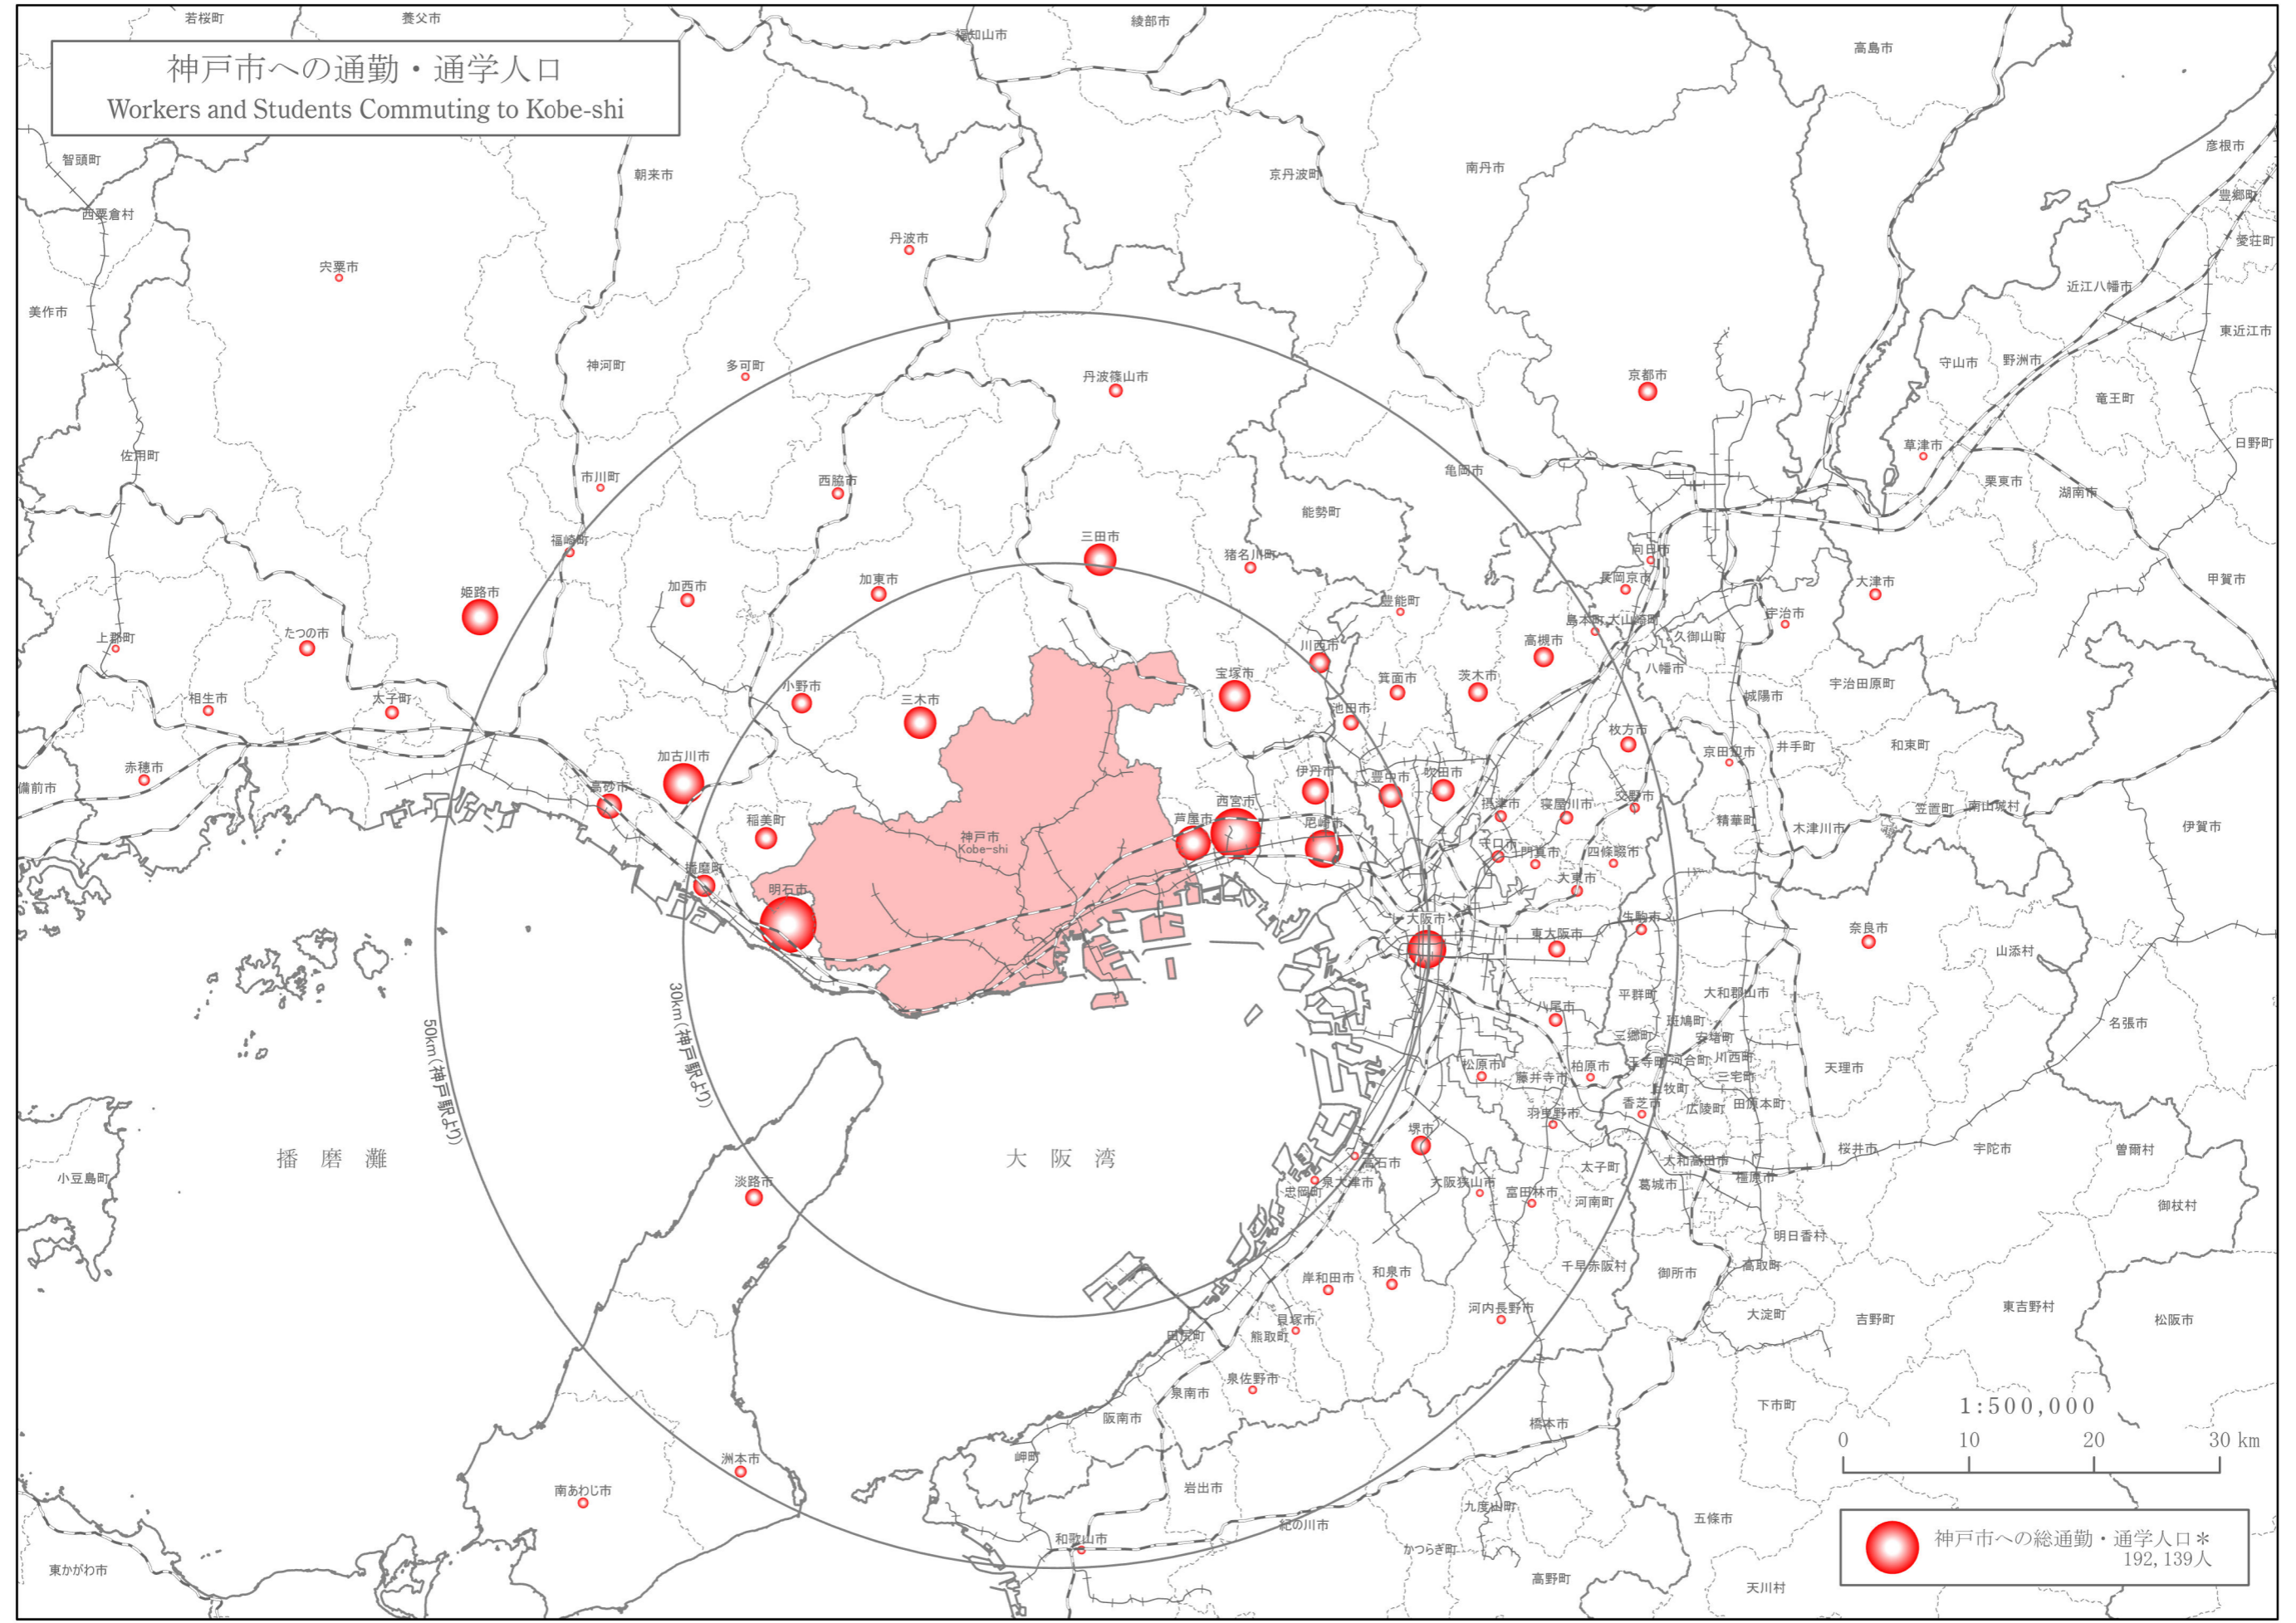 神戸市への通勤・通学人口
Workers and Students Commuting to Kobe-shi
若桜町
養父市
福知山市
綾部市
高島市
智頭町
朝来市
京丹波町
南丹市
彦根市
西粟倉村
豊郷町
丹波市
愛荘町
宍粟市
美作市
近江八幡市
東近江市
神河町
多可町
丹波篠山市
京都市
守山市
野洲市
竜王町
佐用町
市川町
西脇市
亀岡市
草津市
日野町
栗東市
湖南市
能勢町
福崎町
三田市
猪名川町
向日市
姫路市
加西市
加東市
長岡京市
大津市
甲賀市
豊能町
上郡町
たつの市
島本町
大山崎町
宇治市
高槻市
久御山町
川西市
八幡市
宝塚市
箕面市
茨木市
宇治田原町
相生市
太子町
小野市
三木市
池田市
城陽市
枚方市
京田辺市
井手町
和束町
赤穂市
備前市
加古川市
高砂市
伊丹市
豊中市
吹田市
摂津市
寝屋川市
交野市
西宮市
芦屋市
尼崎市
稲美町
精華町
木津川市
笠置町
南山城村
伊賀市
神戸市
Kobe-shi
守口市
門真市
四條畷市
播磨町
明石市
大東市
大阪市
東大阪市
生駒市
奈良市
山添村
平群町
大和郡山市
八尾市
斑鳩町
三郷町
安堵町
名張市
30km(神戸駅より)
50km(神戸駅より)
松原市
藤井寺市
柏原市
王寺町
河合町
川西町
三宅町
天理市
上牧町
香芝市
広陵町
田原本町
羽曳野市
堺市
播磨灘
大阪湾
小豆島町
高石市
泉大津市
忠岡町
大阪狭山市
富田林市
太子町
河南町
大和高田市
葛城市
橿原市
桜井市
宇陀市
曽爾村
御杖村
淡路市
明日香村
高取町
千早赤阪村
御所市
岸和田市
和泉市
貝塚市
熊取町
田尻町
河内長野市
大淀町
吉野町
東吉野村
松阪市
泉佐野市
泉南市
阪南市
岬町
橋本市
下市町
1:500,000
0 10 20 30 km
洲本市
南あわじ市
岩出市
九度山町
紀の川市
五條市
和歌山市
かつらぎ町
高野町
天川村
東かがわ市
神戸市への総通勤・通学人口＊
192,139人